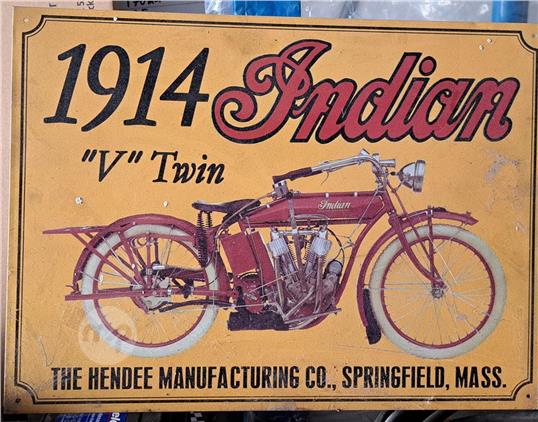 1914 Indian
"V" Twin
Indian
THE HENDEE MANUFACTURING CO., SPRINGFIELD, MASS.